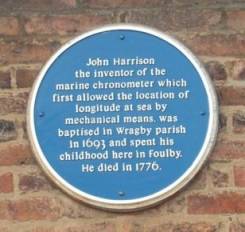 John Harrison
the inventor of the
marine chronometer which
first allowed the location of
longitude at sea by
mechanical means, was
baptised in Wragby parish
in 1693 and spent his
childhood here in Foulby.
He died in 1776.